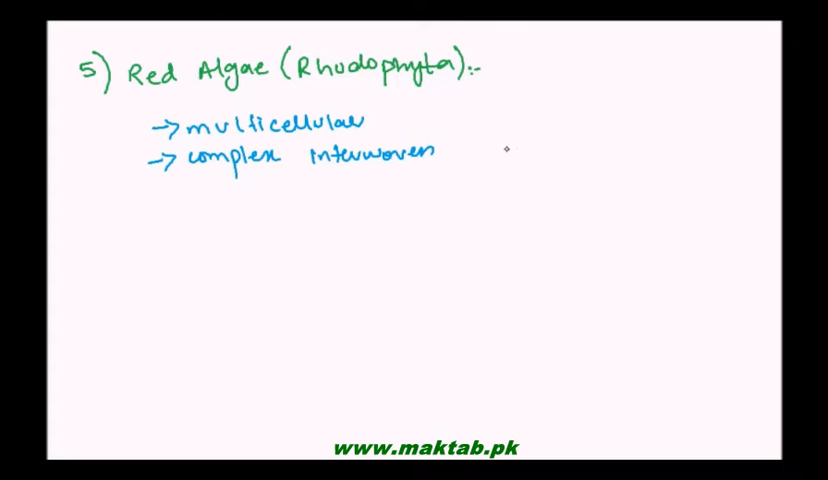 5) Red Algae (Rhodophyta):-
→ multicellular
→ complex interwoven
www.maktab.pk